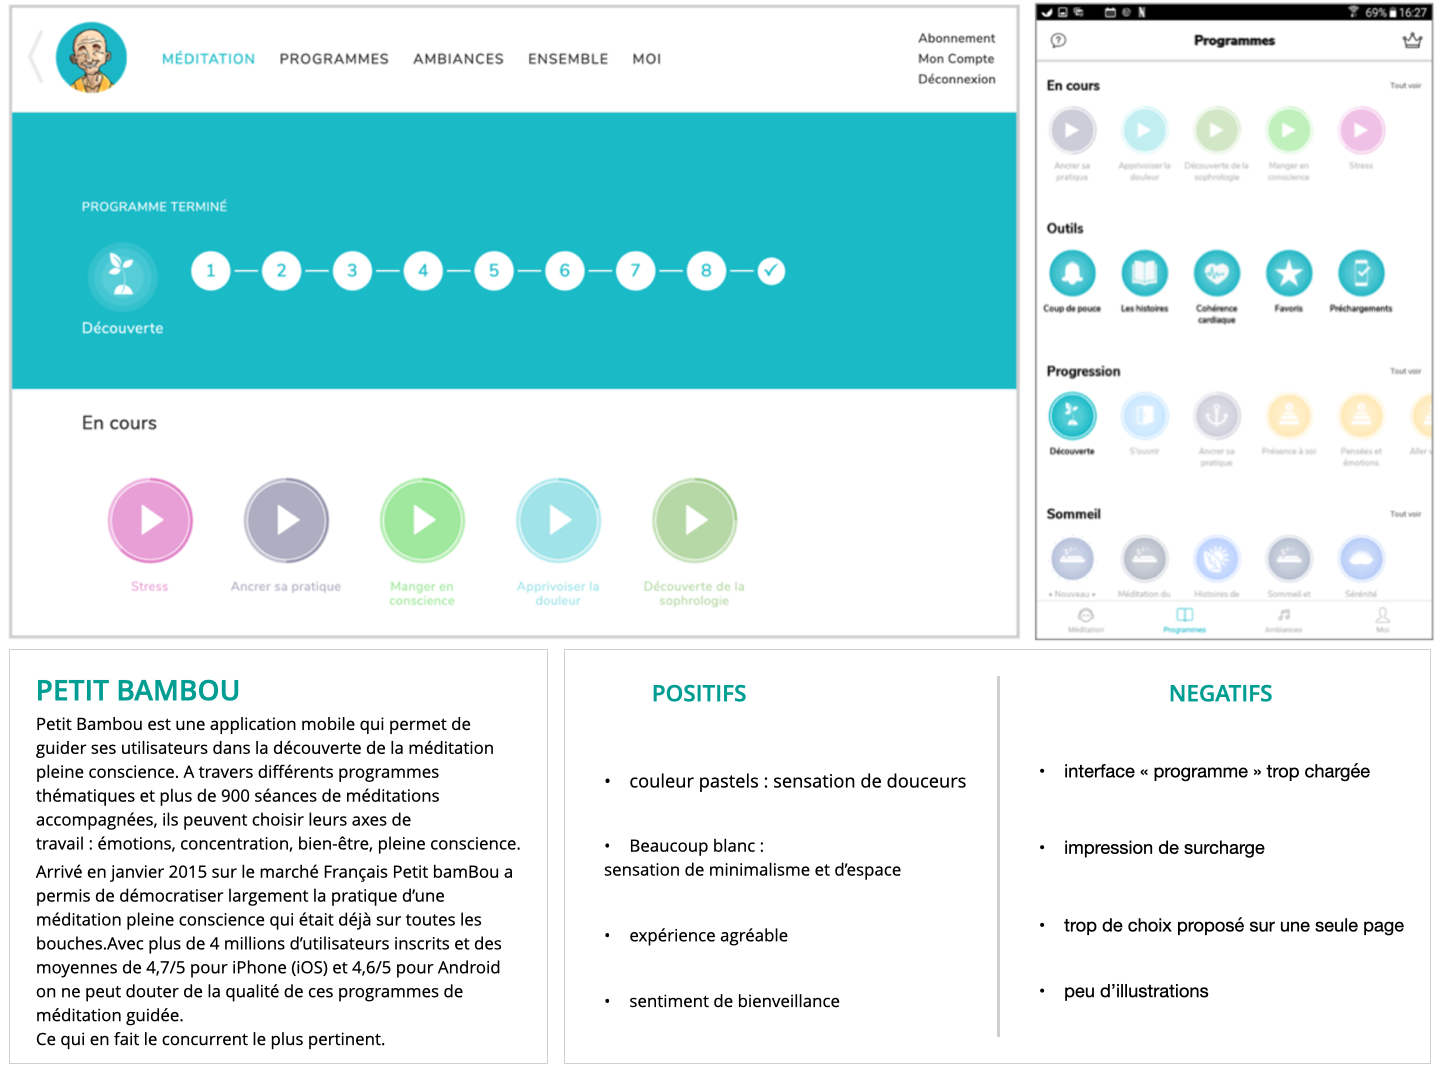 MÉDITATION PROGRAMMES AMBIANCES ENSEMBLE MOI
Abonnement
Mon Compte
Déconnexion
PROGRAMME TERMINÉ
1 2 3 4 5 6 7 8
Découverte
En cours
Stress
Ancrer sa pratique
Manger en
conscience
Apprivoiser la
douleur
Découverte de la
sophrologie
69% 16:27
Programmes
En cours
Tout voir
Ancrer sa
pratique
Apprivoiser la
douleur
Découverte de la
sophrologie
Manger en
conscience
Stress
Outils
Coup de pouce
Les histoires
Cohérence
cardiaque
Favoris
Préchargements
Progression
Tout voir
Découverte
S'ouvrir
Ancrer sa
pratique
Présence à soi
Pensées et
émotions
Aller
Sommeil
Tout voir
• Nouveau •
Méditation du
Histoires de
Sommeil et
Sérénité
Méditation
Programmes
Ambiances
Moi
PETIT BAMBOU
Petit Bambou est une application mobile qui permet de
guider ses utilisateurs dans la découverte de la méditation
pleine conscience. A travers différents programmes
thématiques et plus de 900 séances de méditations
accompagnées, ils peuvent choisir leurs axes de
travail : émotions, concentration, bien-être, pleine conscience.
Arrivé en janvier 2015 sur le marché Français Petit bamBou a
permis de démocratiser largement la pratique d'une
méditation pleine conscience qui était déjà sur toutes les
bouches.Avec plus de 4 millions d'utilisateurs inscrits et des
moyennes de 4,7/5 pour iPhone (iOS) et 4,6/5 pour Android
on ne peut douter de la qualité de ces programmes de
méditation guidée.
Ce qui en fait le concurrent le plus pertinent.
POSITIFS
• couleur pastels : sensation de douceurs
• Beaucoup blanc :
sensation de minimalisme et d'espace
• expérience agréable
• sentiment de bienveillance
NEGATIFS
• interface « programme » trop chargée
• impression de surcharge
• trop de choix proposé sur une seule page
• peu d'illustrations